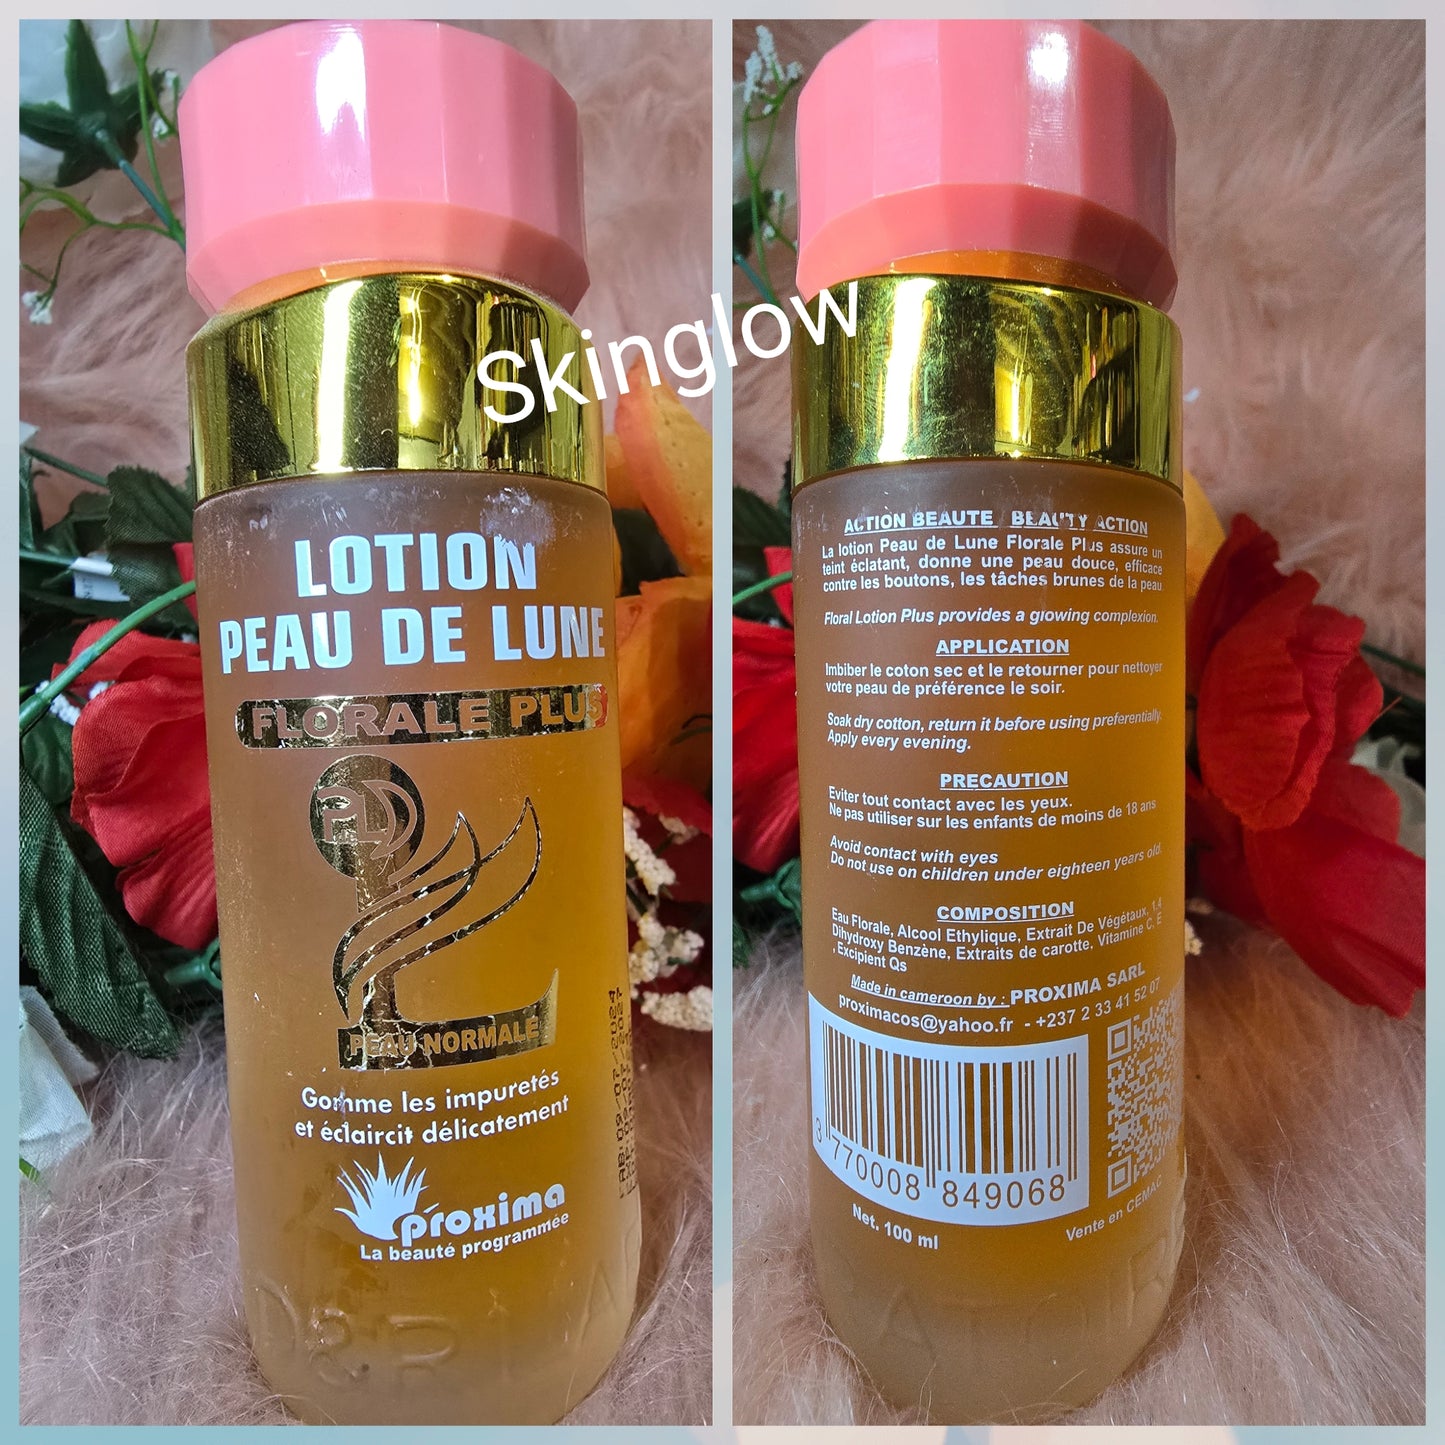 Skinglow
LOTION
PEAU DE LUNE
FLORALE PLUS
PL
PEAU NORMALE
Gomme les impuretés
et éclaircit délicatement
proxima
La beauté programmée
ACTION BEAUTE BEAUTY ACTION
La lotion Peau de Lune Florale Plus assure un
teint éclatant, donne une peau douce, efficace
contre les boutons, les tâches brunes de la peau
Floral Lotion Plus provides a glowing complexion.
APPLICATION
Imbiber le coton sec et le retourner pour nettoyer
votre peau de préférence le soir.
Soak dry cotton, return it before using preferentially.
Apply every evening.
PRECAUTION
Eviter tout contact avec les yeux.
Ne pas utiliser sur les enfants de moins de 18 ans
Avoid contact with eyes
Do not use on children under eighteen years old.
COMPOSITION
Eau Florale, Alcool Ethylique, Extrait De Végétaux, 1,4
Dihydroxy Benzène, Extraits de carotte, Vitamine C, E
, Excipient Qs
Made in cameroon by : PROXIMA SARL
proximacos@yahoo.fr - +237 2 33 41 52 07
3 770008 849068
Net. 100 ml
Vente en CEMAC